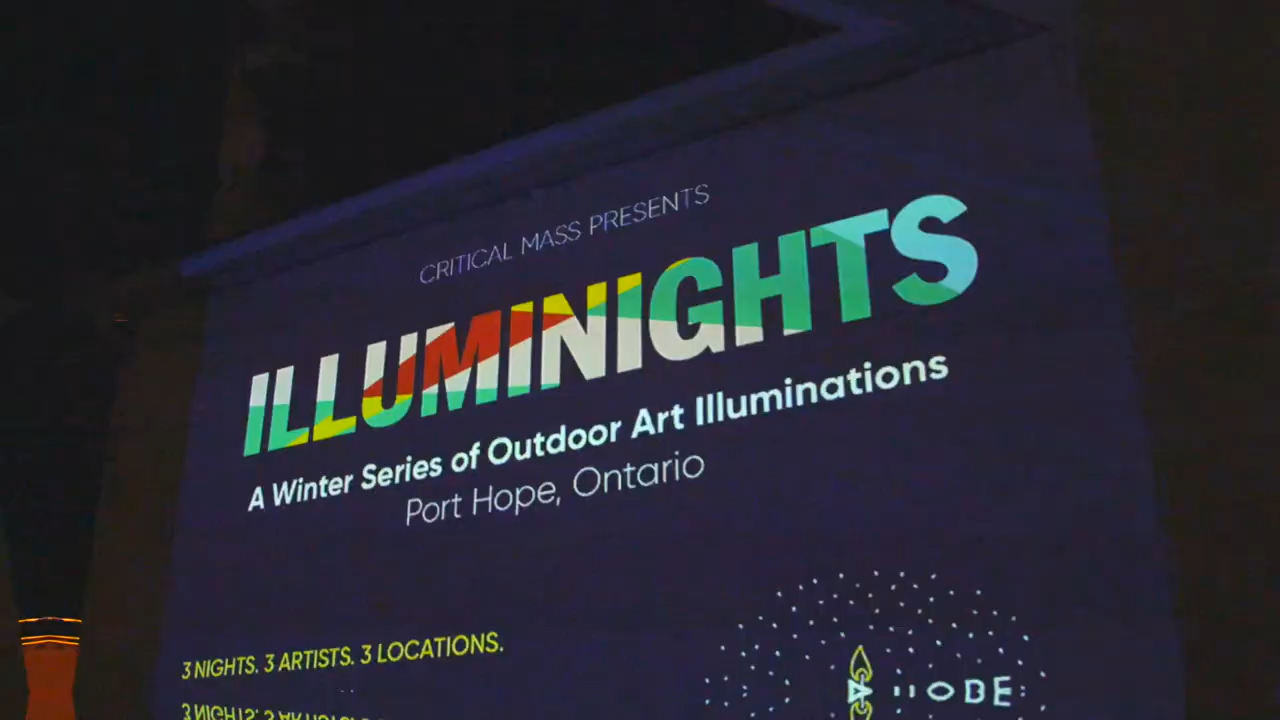 CRITICAL MASS PRESENTS
ILLUMINIGHTS
A Winter Series of Outdoor Art Illuminations
Port Hope, Ontario
3 NIGHTS. 3 ARTISTS. 3 LOCATIONS.